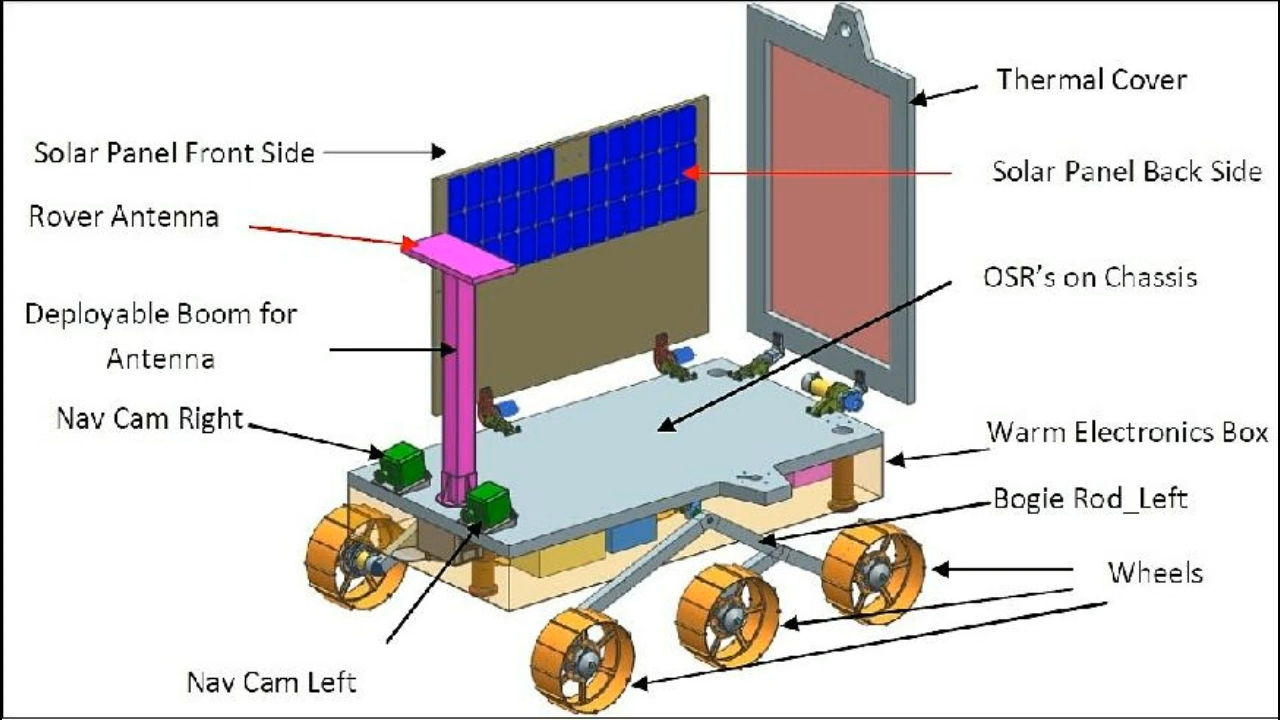 Thermal Cover
Solar Panel Front Side
Solar Panel Back Side
Rover Antenna
OSR's on Chassis
Deployable Boom for
Antenna
Nav Cam Right
Warm Electronics Box
Bogie Rod_Left
Wheels
Nav Cam Left